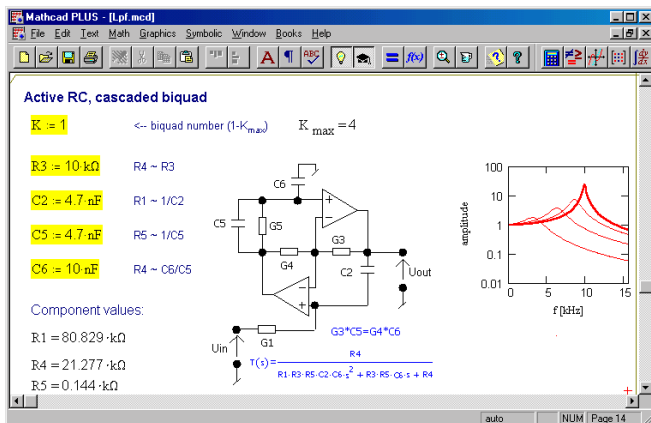 Mathcad PLUS - [Lpf.mcd]
File Edit Text Math Graphics Symbolic Window Books Help
Active RC, cascaded biquad
K := 1 <-- biquad number (1-Kmax) K max = 4
R3 := 10·kΩ R4 ~ R3
C2 := 4.7·nF R1 ~ 1/C2
C5 := 4.7·nF R5 ~ 1/C5
C6 := 10·nF R4 ~ C6/C5
Component values:
R1 = 80.829·kΩ
R4 = 21.277·kΩ
R5 = 0.144·kΩ
C6
C5
G5
G4
G3
C2
Uout
Uin
G1
G3*C5=G4*C6
T(s)= R4
R1·R3·R5·C2·C6·s² + R3·R5·C6·s + R4
100
10
1
0.1
0.01
amplitude
0 5 10 15
f [kHz]
auto NUM Page 14